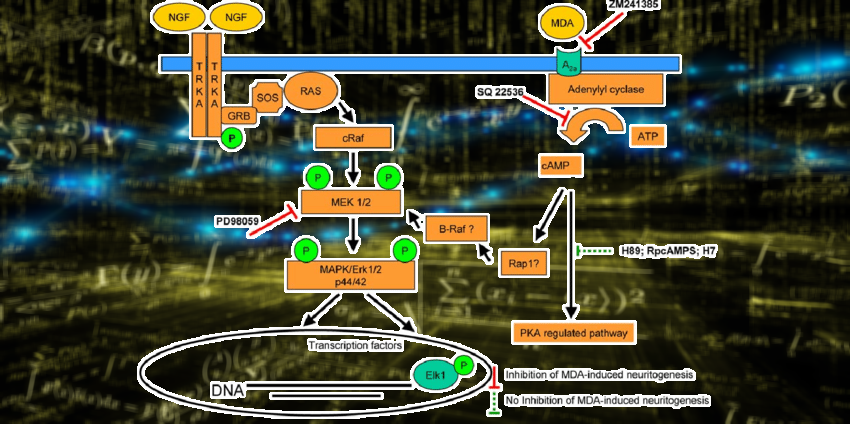 NGF
NGF
MDA
ZM241385
TRKA
TRKA
A2a
Adenylyl cyclase
SOS
RAS
GRB
P
SQ 22536
ATP
cRaf
cAMP
P
P
MEK 1/2
PD98059
B-Raf ?
Rap1?
H89; RpcAMPS; H7
P
P
MAPK/Erk1/2
p44/42
PKA regulated pathway
Transcription factors
P
Elk1
DNA
Inhibition of MDA-induced neuritogenesis
No Inhibition of MDA-induced neuritogenesis